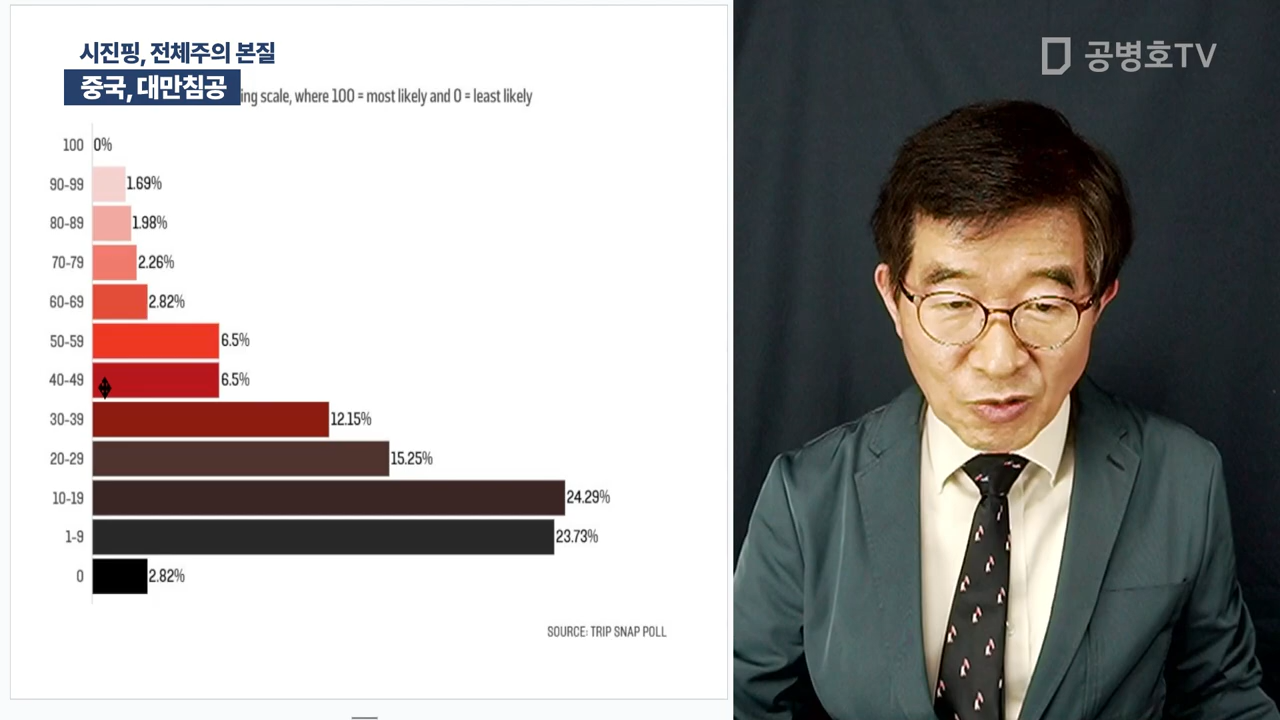 시진핑, 전체주의 본질
중국, 대만침공
ing scale, where 100 = most likely and 0 = least likely
공병호TV
100 0%
90-99 1.69%
80-89 1.98%
70-79 2.26%
60-69 2.82%
50-59 6.5%
40-49 6.5%
30-39 12.15%
20-29 15.25%
10-19 24.29%
1-9 23.73%
0 2.82%
SOURCE: TRIP SNAP POLL